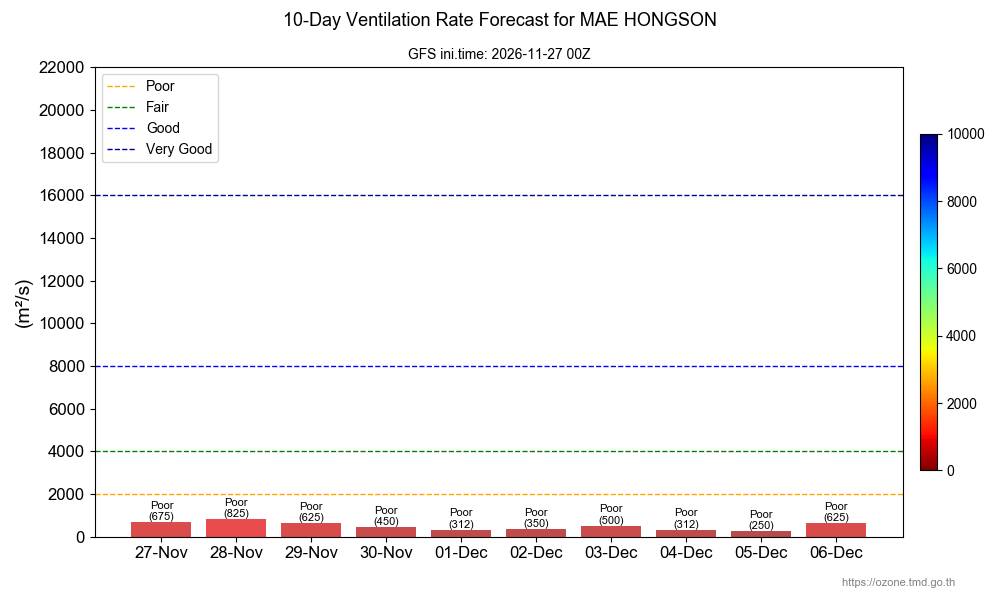 10-Day Ventilation Rate Forecast for MAE HONGSON
GFS ini.time: 2026-11-27 00Z
(m²/s)
22000
20000
18000
16000
14000
12000
10000
8000
6000
4000
2000
0
Poor
Fair
Good
Very Good
Poor
(675)
Poor
(825)
Poor
(625)
Poor
(450)
Poor
(312)
Poor
(350)
Poor
(500)
Poor
(312)
Poor
(250)
Poor
(625)
27-Nov 28-Nov 29-Nov 30-Nov 01-Dec 02-Dec 03-Dec 04-Dec 05-Dec 06-Dec
10000
8000
6000
4000
2000
0
https://ozone.tmd.go.th